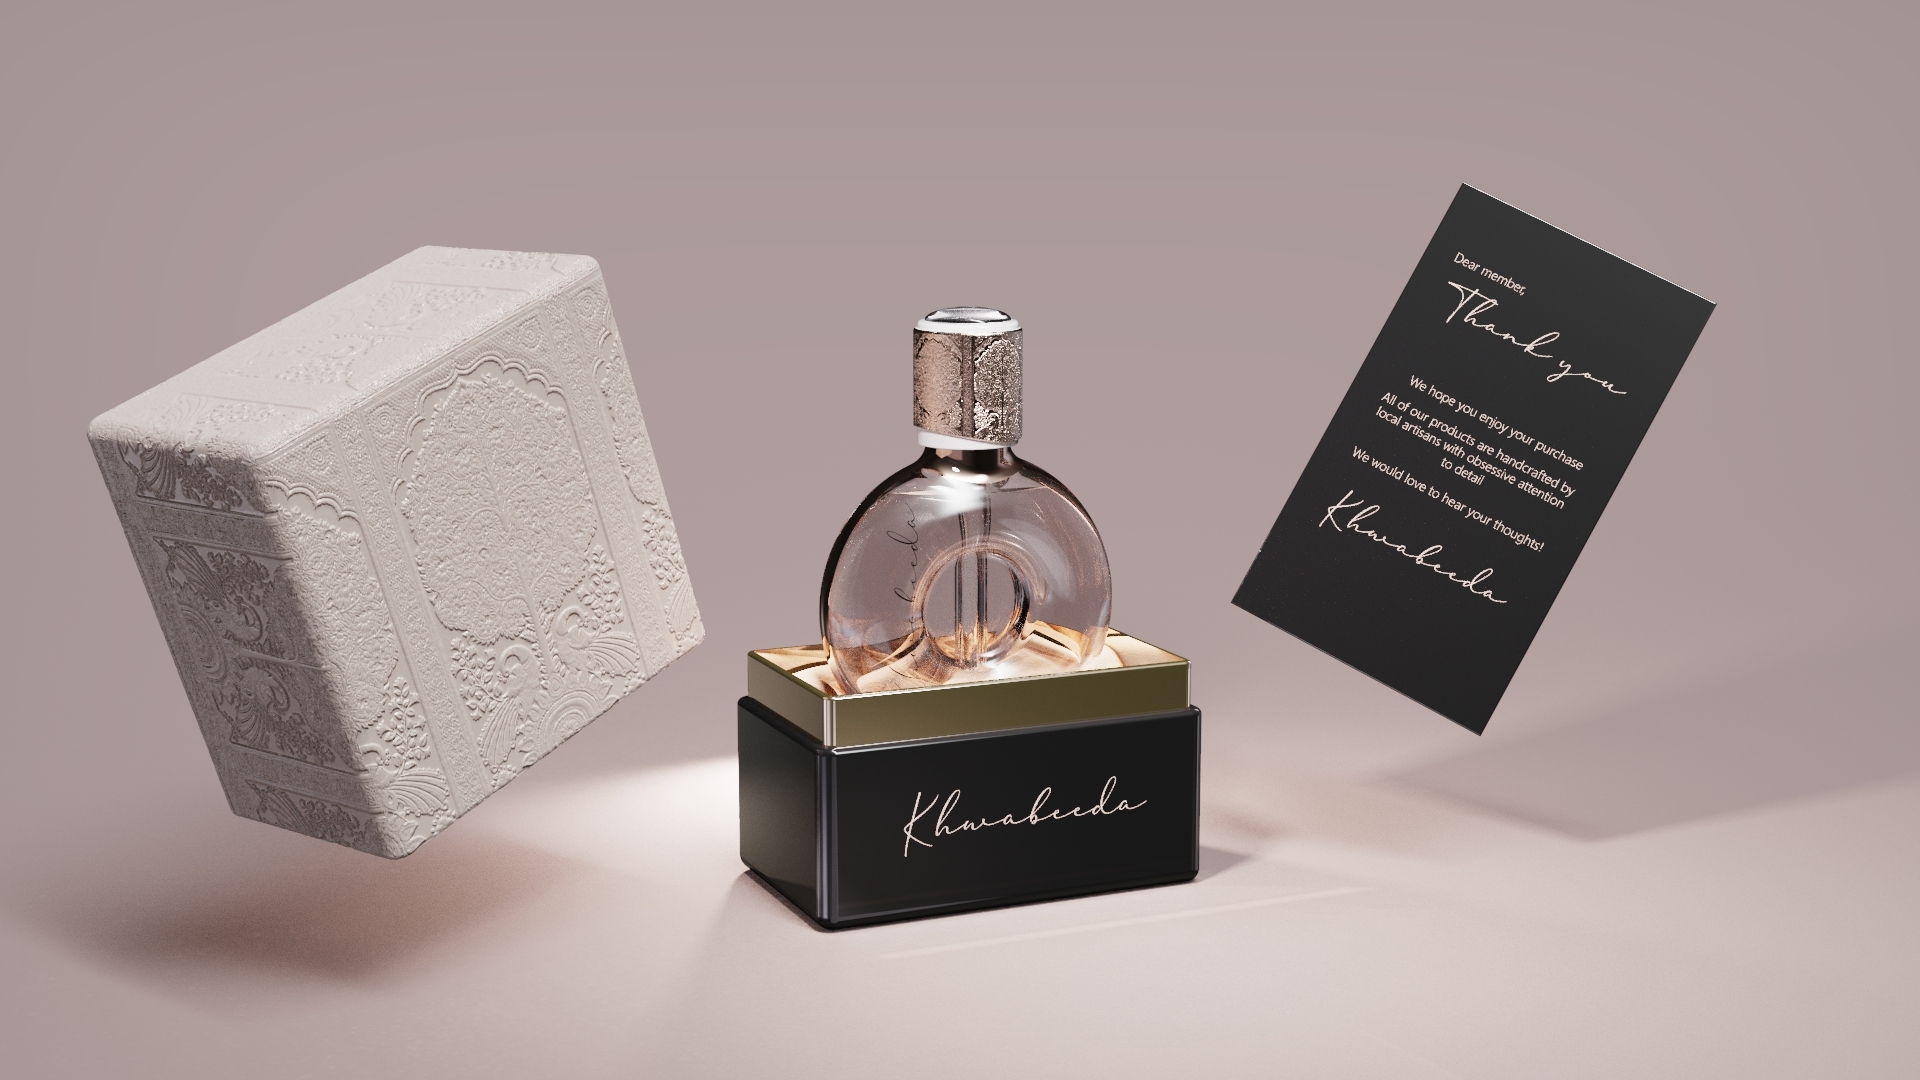 Khwabeeda
Dear member,
Thank you
We hope you enjoy your purchase
All of our products are handcrafted by
local artisans with obsessive attention
to detail
We would love to hear your thoughts!
Khwabeeda
Khwabeeda